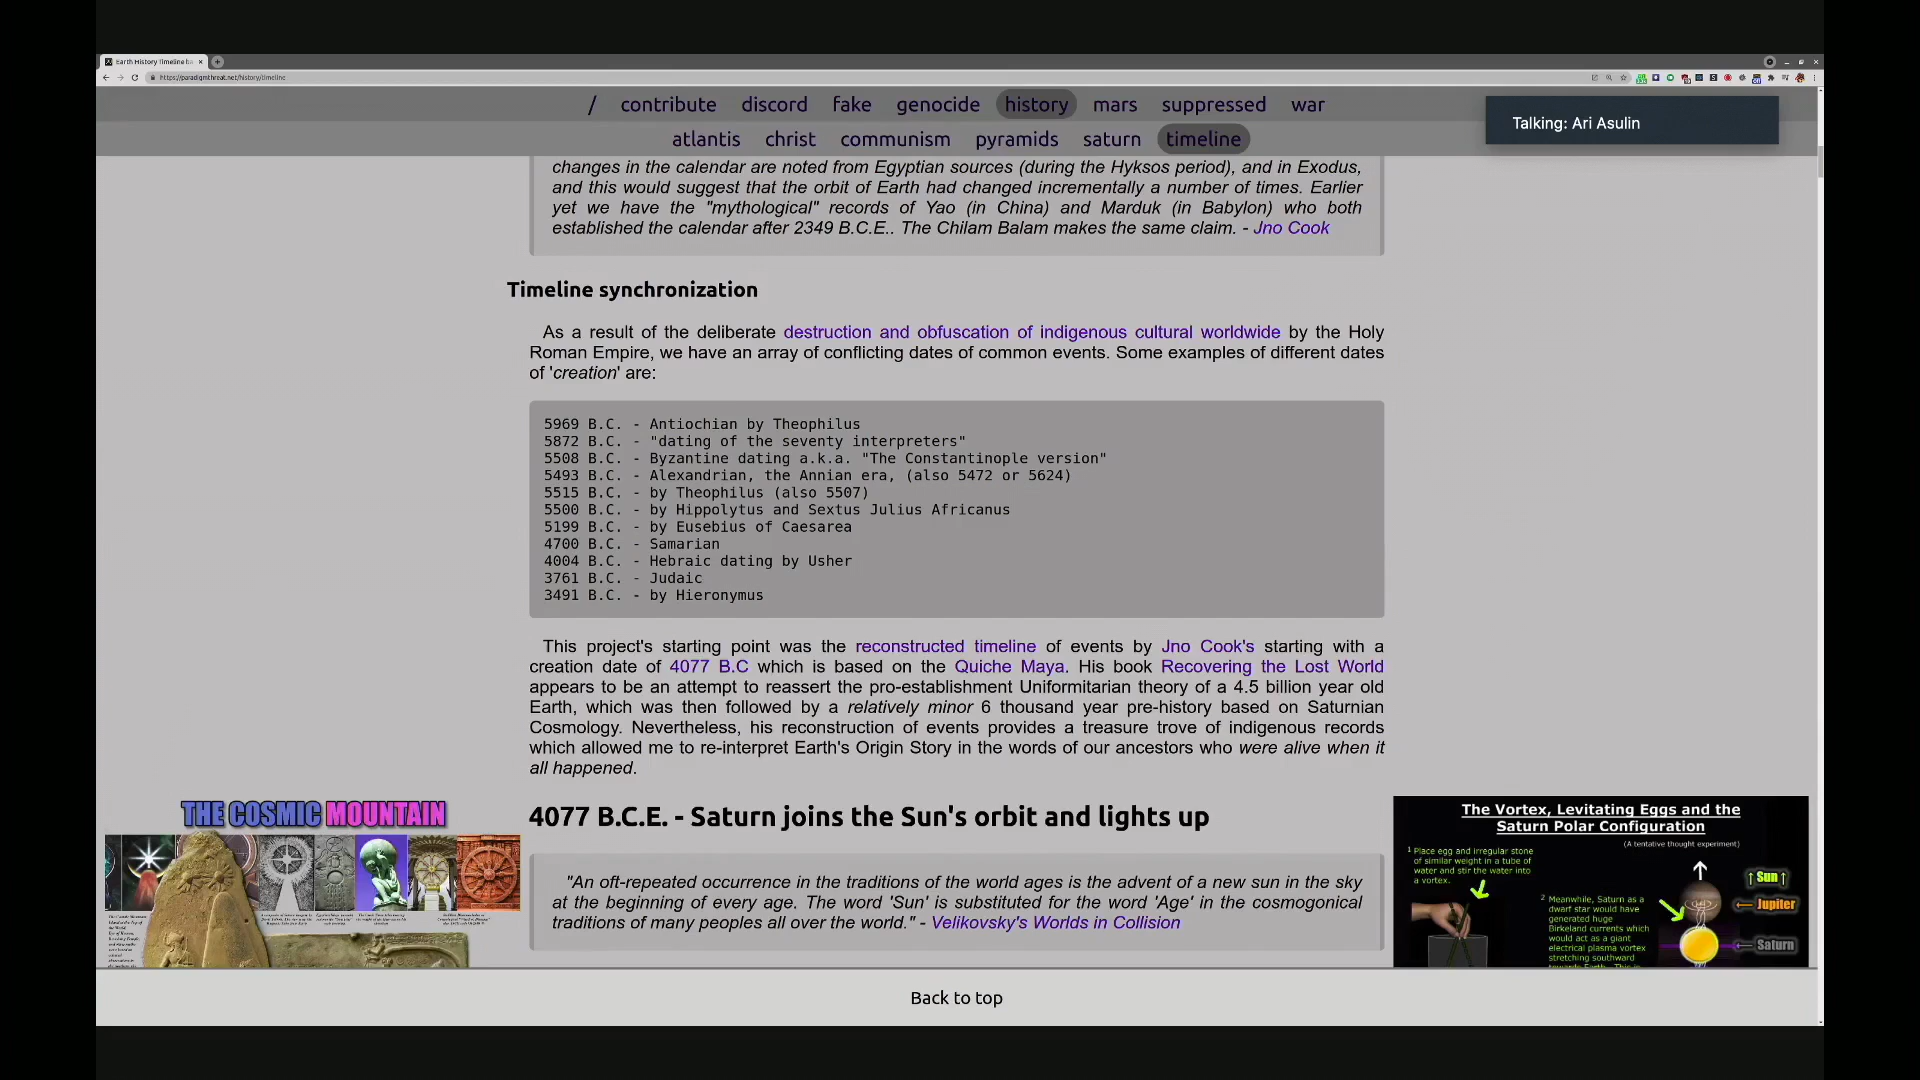 Earth History Timeline ba
https://paradigmthreat.net/history/timeline
/ contribute discord fake genocide history mars suppressed war
atlantis christ communism pyramids saturn timeline
Talking: Ari Asulin
changes in the calendar are noted from Egyptian sources (during the Hyksos period), and in Exodus,
and this would suggest that the orbit of Earth had changed incrementally a number of times. Earlier
yet we have the "mythological" records of Yao (in China) and Marduk (in Babylon) who both
established the calendar after 2349 B.C.E.. The Chilam Balam makes the same claim. - Jno Cook
Timeline synchronization
As a result of the deliberate destruction and obfuscation of indigenous cultural worldwide by the Holy
Roman Empire, we have an array of conflicting dates of common events. Some examples of different dates
of 'creation' are:
5969 B.C. - Antiochian by Theophilus
5872 B.C. - "dating of the seventy interpreters"
5508 B.C. - Byzantine dating a.k.a. "The Constantinople version"
5493 B.C. - Alexandrian, the Annian era, (also 5472 or 5624)
5515 B.C. - by Theophilus (also 5507)
5500 B.C. - by Hippolytus and Sextus Julius Africanus
5199 B.C. - by Eusebius of Caesarea
4700 B.C. - Samarian
4004 B.C. - Hebraic dating by Usher
3761 B.C. - Judaic
3491 B.C. - by Hieronymus
This project's starting point was the reconstructed timeline of events by Jno Cook's starting with a
creation date of 4077 B.C which is based on the Quiche Maya. His book Recovering the Lost World
appears to be an attempt to reassert the pro-establishment Uniformitarian theory of a 4.5 billion year old
Earth, which was then followed by a relatively minor 6 thousand year pre-history based on Saturnian
Cosmology. Nevertheless, his reconstruction of events provides a treasure trove of indigenous records
which allowed me to re-interpret Earth's Origin Story in the words of our ancestors who were alive when it
all happened.
THE COSMIC MOUNTAIN
4077 B.C.E. - Saturn joins the Sun's orbit and lights up
"An oft-repeated occurrence in the traditions of the world ages is the advent of a new sun in the sky
at the beginning of every age. The word 'Sun' is substituted for the word 'Age' in the cosmogonical
traditions of many peoples all over the world." - Velikovsky's Worlds in Collision
The Vortex, Levitating Eggs and the
Saturn Polar Configuration
(A tentative thought experiment)
1 Place egg and irregular stone
of similar weight in a tube of
water and stir the water into
a vortex.
2 Meanwhile, Saturn as a
dwarf star would have
generated huge
Birkeland currents which
would act as a giant
electrical plasma vortex
stretching southward
Sun
Jupiter
Saturn
Back to top